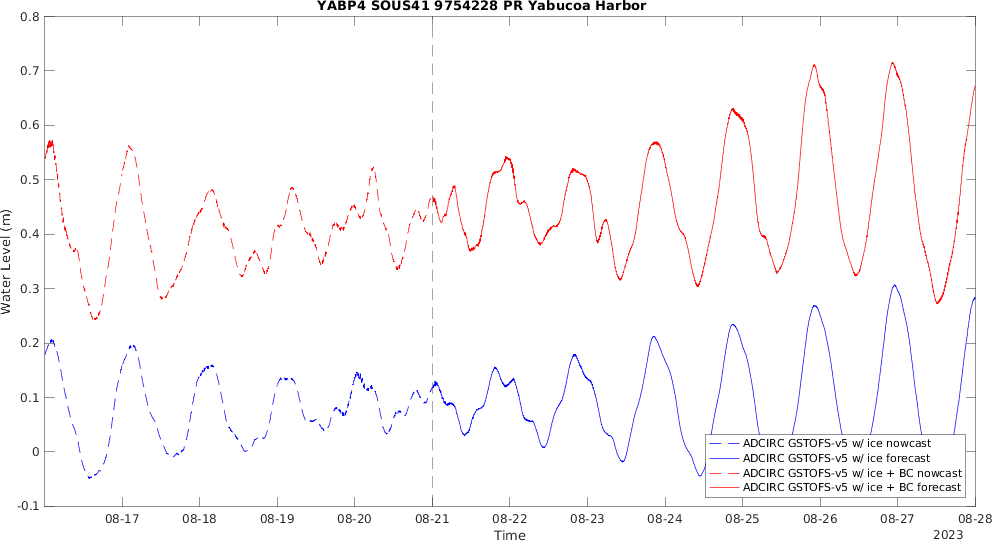 YABP4 SOUS41 9754228 PR Yabucoa Harbor
0.8
0.7
0.6
0.5
0.4
0.3
0.2
0.1
0
-0.1
Water Level (m)
ADCIRC GSTOFS-v5 w/ ice nowcast
ADCIRC GSTOFS-v5 w/ ice forecast
ADCIRC GSTOFS-v5 w/ ice + BC nowcast
ADCIRC GSTOFS-v5 w/ ice + BC forecast
08-17 08-18 08-19 08-20 08-21 08-22 08-23 08-24 08-25 08-26 08-27 08-28
Time
2023